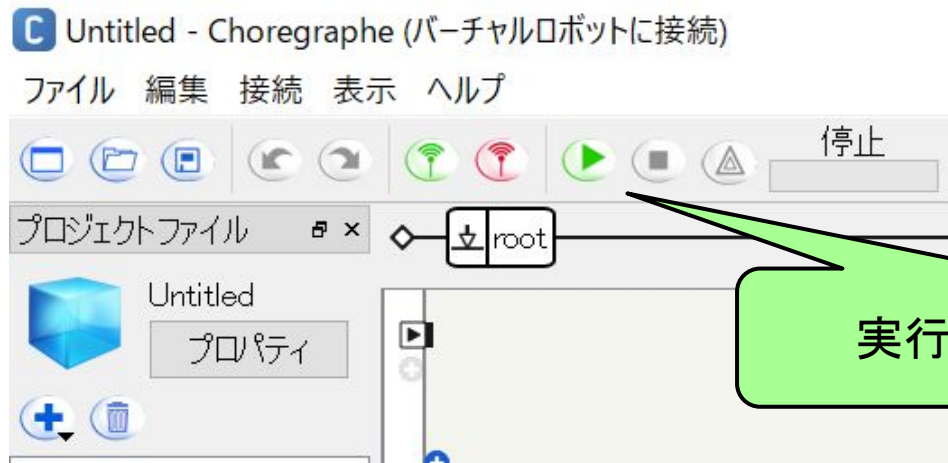 Untitled - Choregraphe (バーチャルロボットに接続)
ファイル 編集 接続 表示 ヘルプ
停止
プロジェクトファイル
root
Untitled
プロパティ
実行